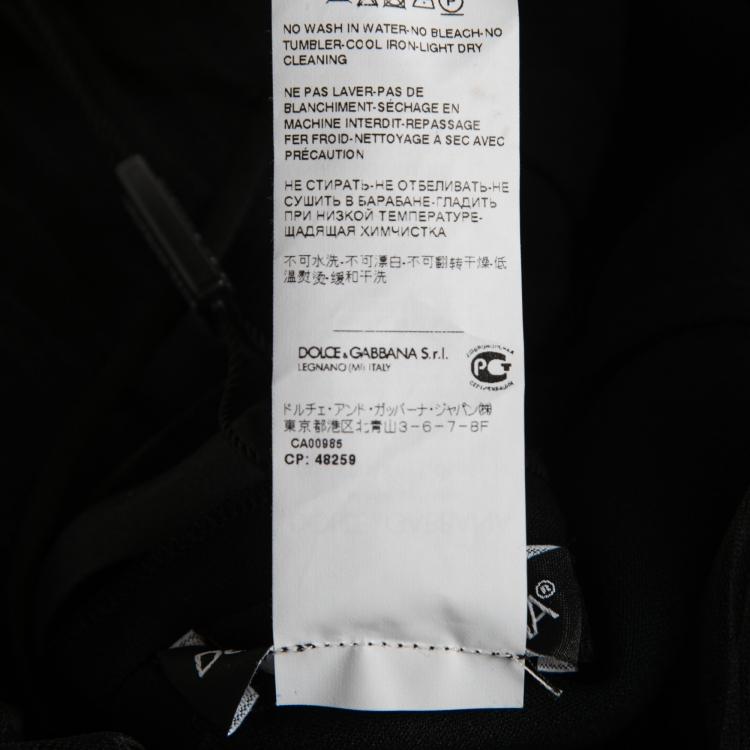 NO WASH IN WATER-NO BLEACH-NO
TUMBLER-COOL IRON-LIGHT DRY
CLEANING
NE PAS LAVER-PAS DE
BLANCHIMENT-SÉCHAGE EN
MACHINE INTERDIT-REPASSAGE
FER FROID-NETTOYAGE A SEC AVEC
PRÉCAUTION
НЕ СТИРАТЬ-НЕ ОТБЕЛИВАТЬ-НЕ
СУШИТЬ В БАРАБАНЕ-ГЛАДИТЬ
ПРИ НИЗКОЙ ТЕМПЕРАТУРЕ-
ЩАДЯЩАЯ ХИМЧИСТКА
不可水洗-不可漂白-不可翻转干燥-低
温熨烫-缓和干洗
DOLCE & GABBANA S.r.l.
LEGNANO (MI) ITALY
ドルチェ・アンド・ガッバーナ・ジャパン㈱
東京都港区北青山3-6-7-8F
CA00985
CP: 48259